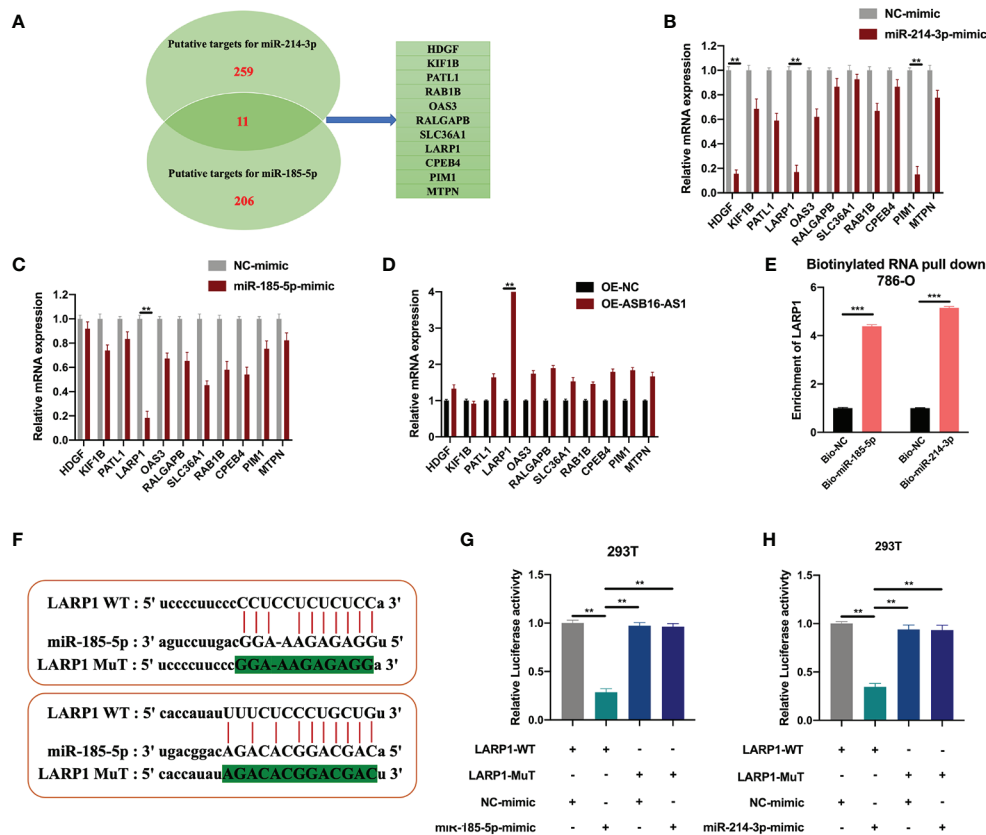 A
Putative targets for miR-214-3p
259
11
Putative targets for miR-185-5p
206
HDGF
KIF1B
PATL1
RAB1B
OAS3
RALGAPB
SLC36A1
LARP1
CPEB4
PIM1
MTPN
B
NC-mimic
miR-214-3p-mimic
Relative mRNA expression
1.2
1.0
0.8
0.6
0.4
0.2
0.0
** ** **
HDGF KIF1B PATL1 LARP1 OAS3 RALGAPB SLC36A1 RAB1B CPEB4 PIM1 MTPN
C
NC-mimic
miR-185-5p-mimic
Relative mRNA expression
1.2
1.0
0.8
0.6
0.4
0.2
0.0
**
HDGF KIF1B PATL1 LARP1 OAS3 RALGAPB SLC36A1 RAB1B CPEB4 PIM1 MTPN
D
OE-NC
OE-ASB16-AS1
Relative mRNA expression
4
2
1
0
**
HDGF KIF1B PATL1 LARP1 OAS3 RALGAPB SLC36A1 RAB1B CPEB4 PIM1 MTPN
E
Biotinylated RNA pull down
786-O
Enrichment of LARP1
6
4
2
0
*** ***
Bio-NC Bio-miR-185-5p Bio-NC Bio-miR-214-3p
F
LARP1 WT : 5' uccccuucccCCUCCUCUCUCCa 3'
miR-185-5p : 3' aguccuugacGGA-AAGAGAGGu 5'
LARP1 MuT : 5' uccccuucccGGA-AAGAGAGGa 3'
LARP1 WT : 5' caccauauUUUCUCCCUGCUGu 3'
miR-185-5p : 3' ugacggacAGACACGGACGACa 5'
LARP1 MuT : 5' caccauauAGACACGGACGACu 3'
G
293T
Relative Luciferase activivty
1.5
1.0
0.5
0.0
** ** **
LARP1-WT + + - -
LARP1-MuT - - + +
NC-mimic + - + -
miR-185-5p-mimic - + - +
H
293T
Relative Luciferase activivty
1.5
1.0
0.5
0.0
** ** **
LARP1-WT + + - -
LARP1-MuT - - + +
NC-mimic + - + -
miR-214-3p-mimic - + - +